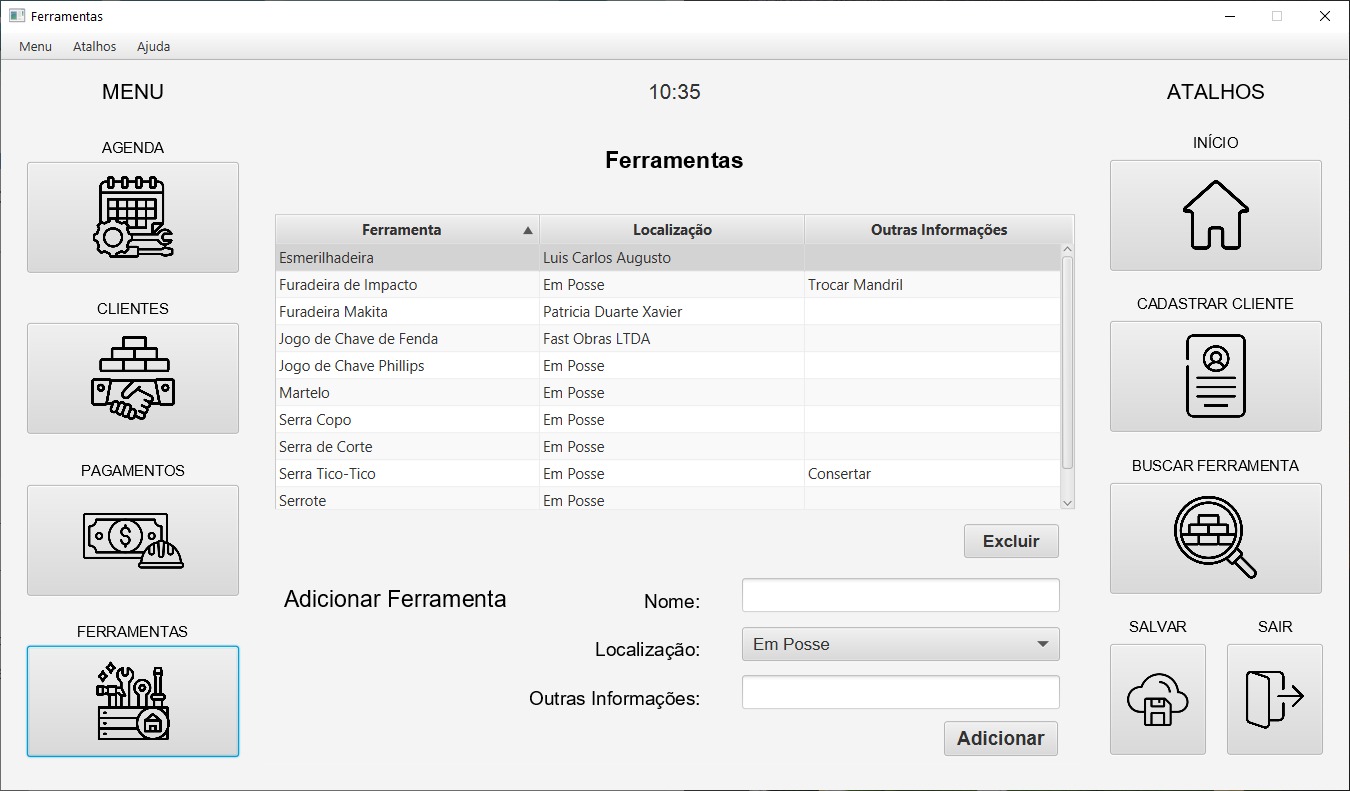 Ferramentas
Menu Atalhos Ajuda
MENU
10:35
ATALHOS
AGENDA
CLIENTES
PAGAMENTOS
FERRAMENTAS
Ferramentas
Ferramenta Localização Outras Informações
Esmerilhadeira Luis Carlos Augusto
Furadeira de Impacto Em Posse Trocar Mandril
Furadeira Makita Patricia Duarte Xavier
Jogo de Chave de Fenda Fast Obras LTDA
Jogo de Chave Phillips Em Posse
Martelo Em Posse
Serra Copo Em Posse
Serra de Corte Em Posse
Serra Tico-Tico Em Posse Consertar
Serrote Em Posse
Excluir
Adicionar Ferramenta
Nome:
Localização: Em Posse
Outras Informações:
Adicionar
INÍCIO
CADASTRAR CLIENTE
BUSCAR FERRAMENTA
SALVAR SAIR